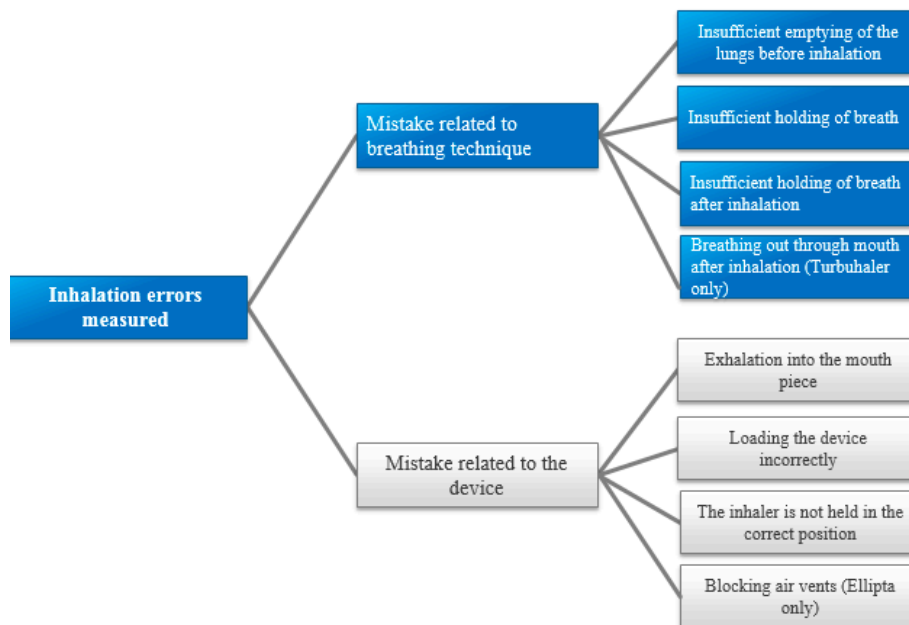 Insufficient emptying of the
lungs before inhalation
Mistake related to
breathing technique
Insufficient holding of breath
Insufficient holding of breath
after inhalation
Breathing out through mouth
after inhalation (Turbuhaler
only)
Inhalation errors
measured
Exhalation into the mouth
piece
Mistake related to the
device
Loading the device
incorrectly
The inhaler is not held in the
correct position
Blocking air vents (Ellipta
only)